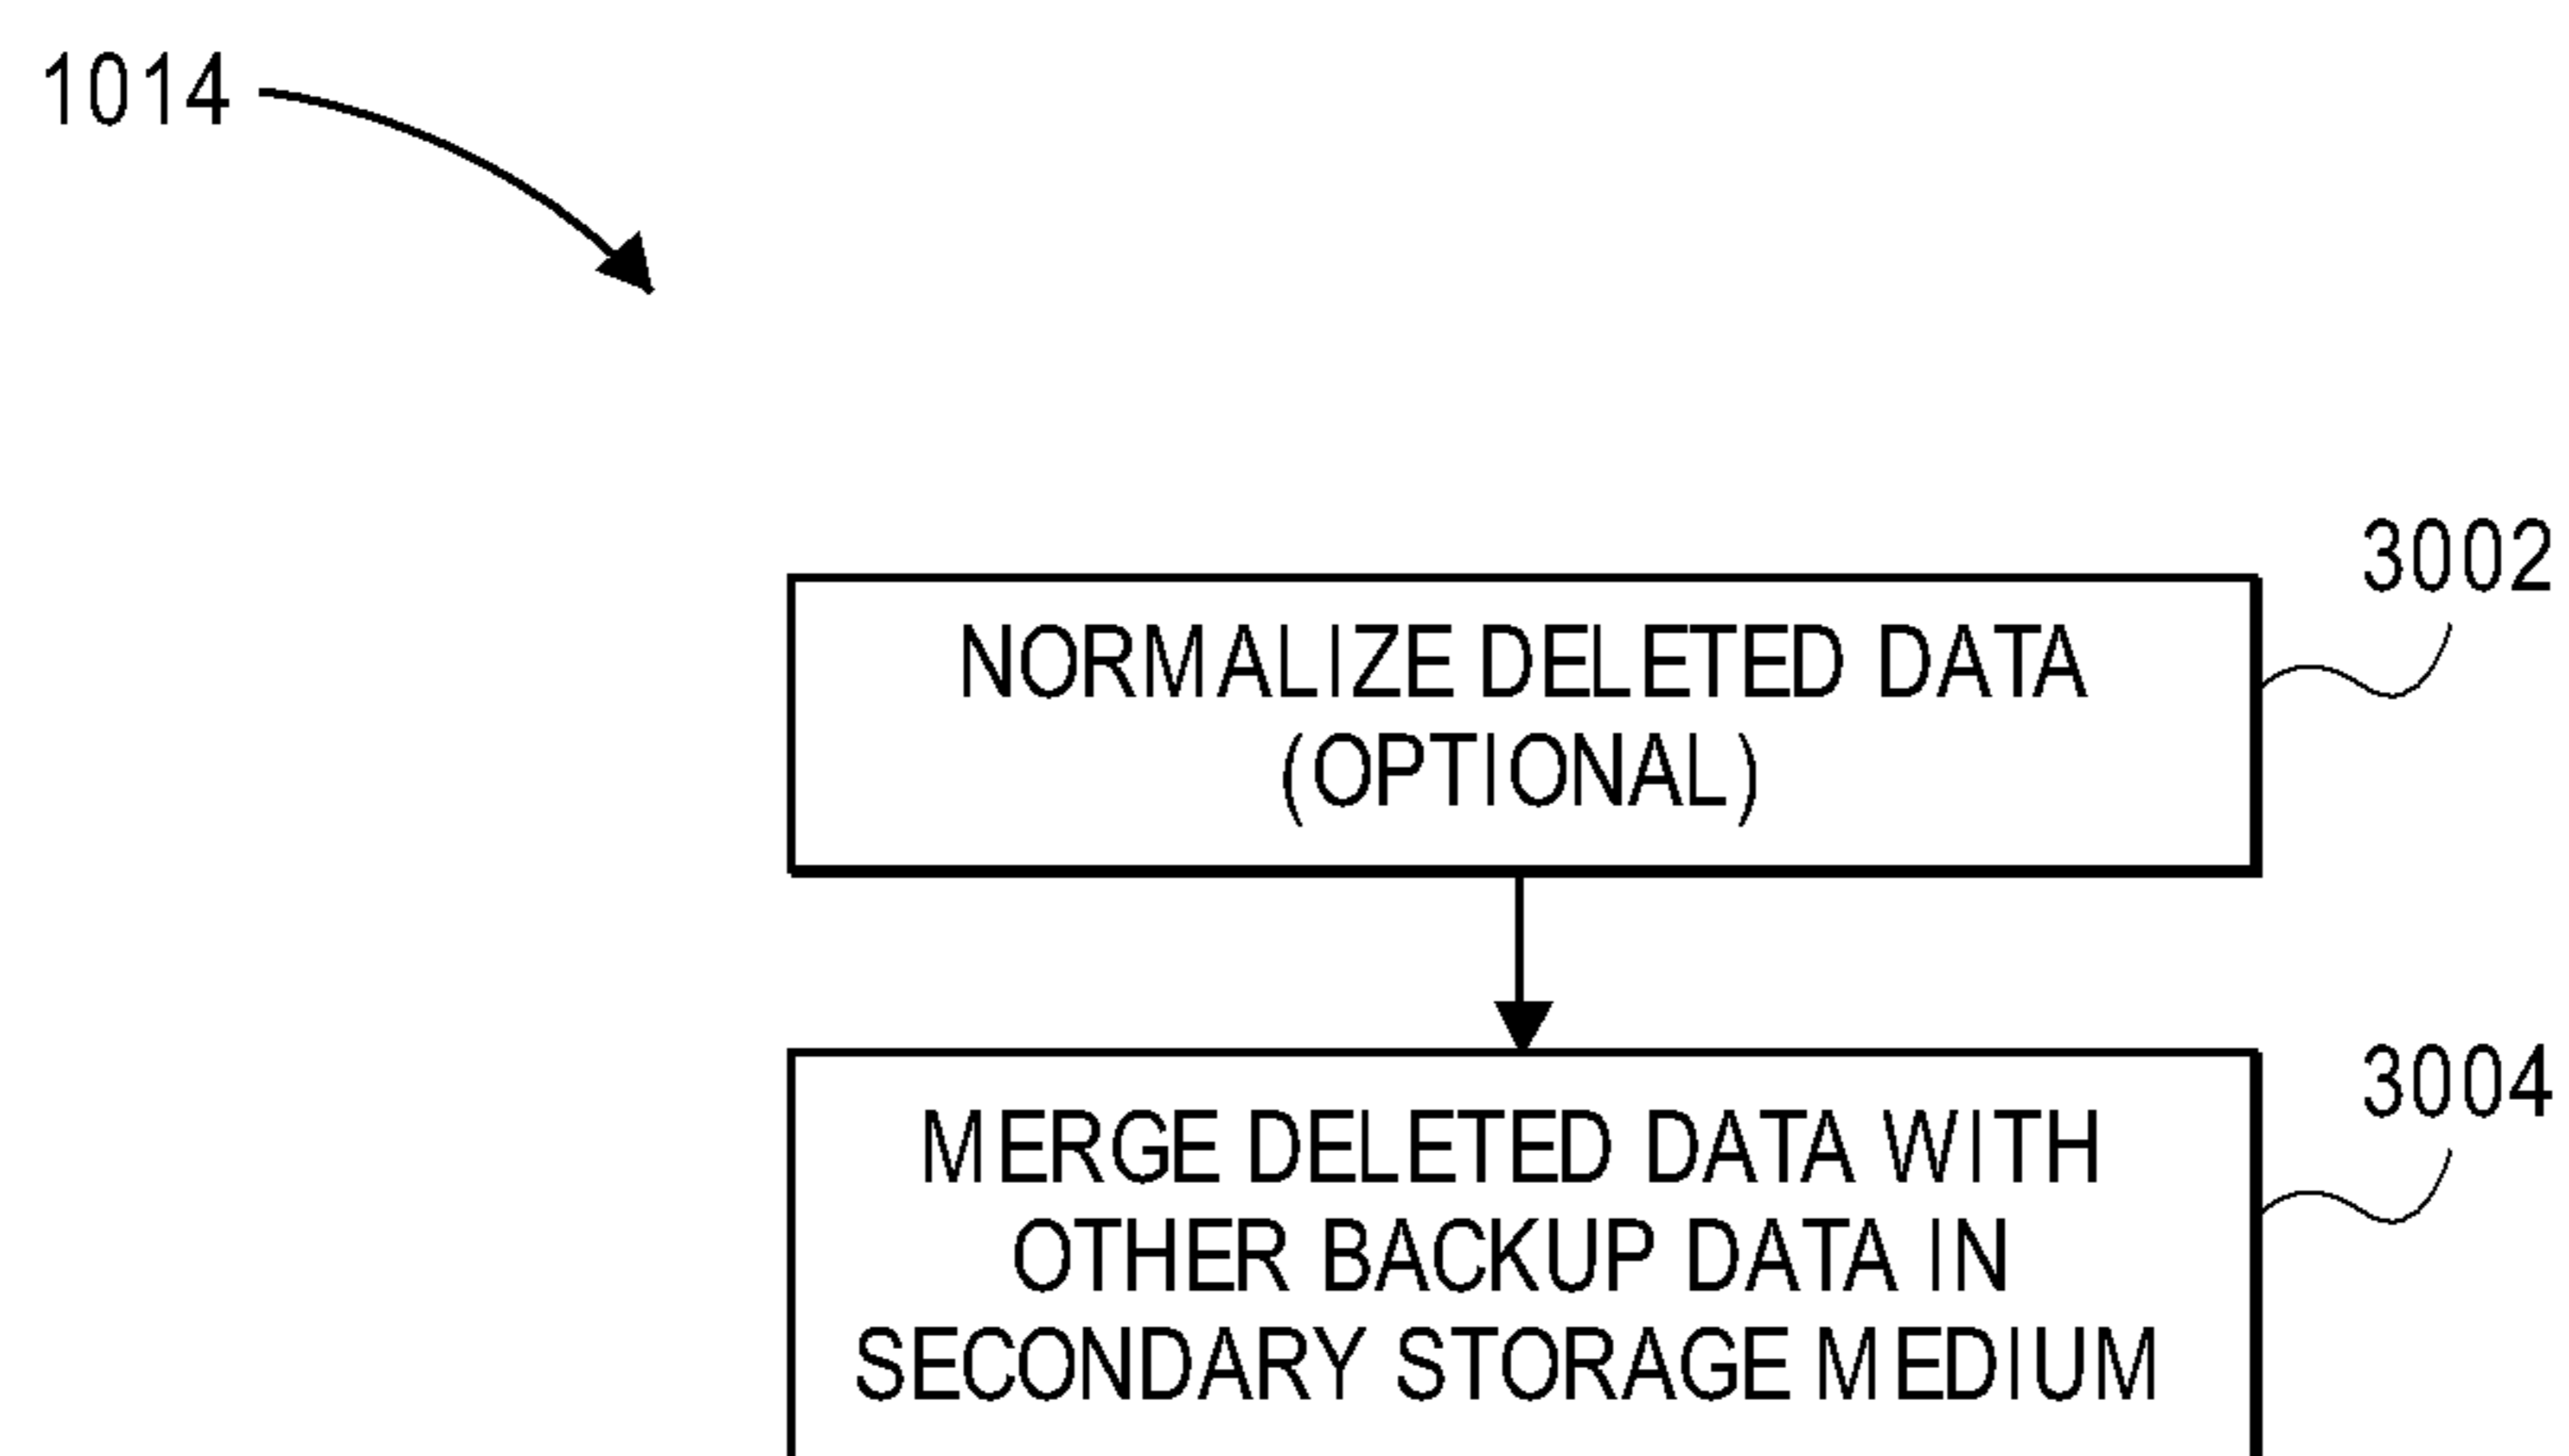 1014
3002
NORMALIZE DELETED DATA
(OPTIONAL)
3004
MERGE DELETED DATA WITH
OTHER BACKUP DATA IN
SECONDARY STORAGE MEDIUM